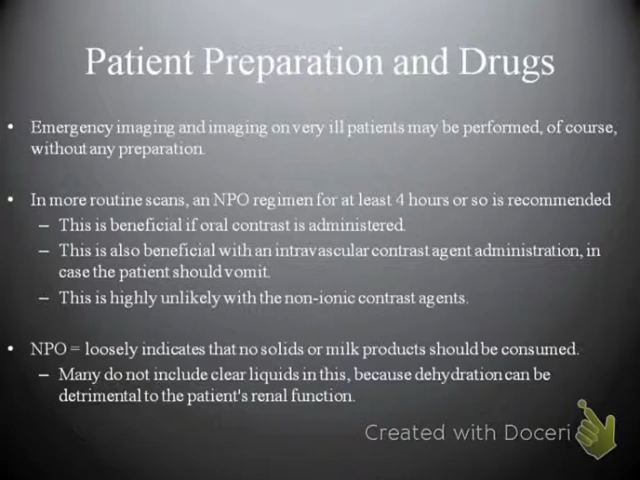 Patient Preparation and Drugs
• Emergency imaging and imaging on very ill patients may be performed, of course,
without any preparation.
• In more routine scans, an NPO regimen for at least 4 hours or so is recommended
– This is beneficial if oral contrast is administered.
– This is also beneficial with an intravascular contrast agent administration, in
case the patient should vomit.
– This is highly unlikely with the non-ionic contrast agents.
• NPO = loosely indicates that no solids or milk products should be consumed.
– Many do not include clear liquids in this, because dehydration can be
detrimental to the patient's renal function.
Created with Doceri